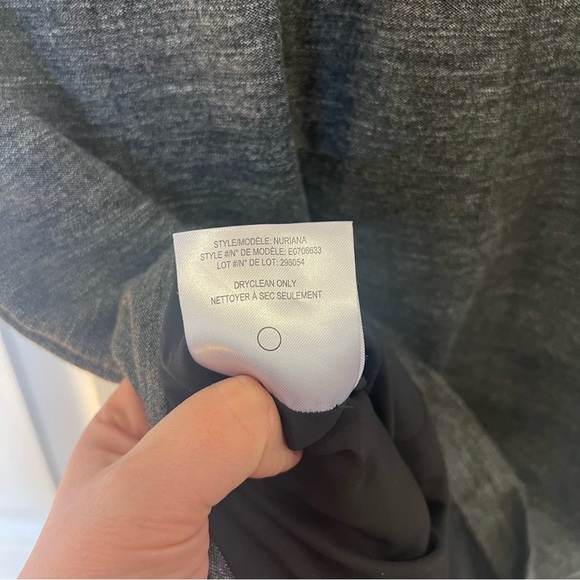 STYLE/MODÈLE: NURIANA
STYLE #/N° DE MODÈLE: E0706633
LOT #/N° DE LOT: 298054
DRYCLEAN ONLY
NETTOYER À SEC SEULEMENT